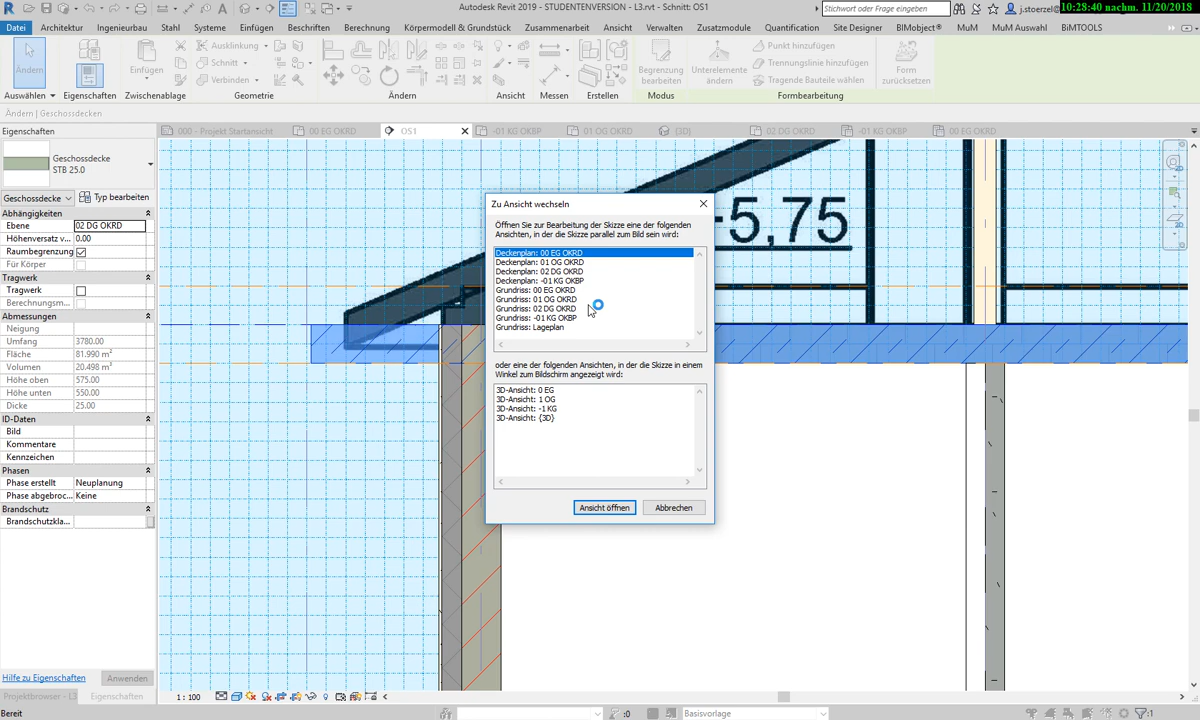 Autodesk Revit 2019 - STUDENTENVERSION - L3.rvt - Schnitt: OS1
Stichwort oder Frage eingeben
j.stoerzel@...
10:28:40 nachm. 11/20/2018
Datei Architektur Ingenieurbau Stahl Systeme Einfügen Beschriften Berechnung Körpermodell & Grundstück Zusammenarbeit Ansicht Verwalten Zusatzmodule Quantification Site Designer BIMobject® MuM MuM Auswahl BiMTOOLS
Ausklinkung
Schnitt
Verbinden
Ändern
Einfügen
Begrenzung bearbeiten
Unterelemente ändern
Punkt hinzufügen
Trennungslinie hinzufügen
Tragende Bauteile wählen
Form zurücksetzen
Auswählen Eigenschaften Zwischenablage Geometrie Ändern Ansicht Messen Erstellen Modus Formbearbeitung
Ändern | Geschossdecken
Eigenschaften
000 - Projekt Startansicht 00 EG OKRD OS1 -01 KG OKBP 01 OG OKRD {3D} 02 DG OKRD -01 KG OKBP 00 EG OKRD
Geschossdecke
STB 25.0
Geschossdecke Typ bearbeiten
Abhängigkeiten
Ebene 02 DG OKRD
Höhenversatz v... 0.00
Raumbegrenzung
Für Körper
Tragwerk
Tragwerk
Berechnungsm...
Abmessungen
Neigung
Umfang 3780.00
Fläche 81.990 m²
Volumen 20.498 m³
Höhe oben 575.00
Höhe unten 550.00
Dicke 25.00
ID-Daten
Bild
Kommentare
Kennzeichen
Phasen
Phase erstellt Neuplanung
Phase abgebroc... Keine
Brandschutz
Brandschutzkla...
Hilfe zu Eigenschaften Anwenden
Projektbrowser - L3 Eigenschaften
5,75
Zu Ansicht wechseln
Öffnen Sie zur Bearbeitung der Skizze eine der folgenden
Ansichten, in der die Skizze parallel zum Bild sein wird:
Deckenplan: 00 EG OKRD
Deckenplan: 01 OG OKRD
Deckenplan: 02 DG OKRD
Deckenplan: -01 KG OKBP
Grundriss: 00 EG OKRD
Grundriss: 01 OG OKRD
Grundriss: 02 DG OKRD
Grundriss: -01 KG OKBP
Grundriss: Lageplan
oder eine der folgenden Ansichten, in der die Skizze in einem
Winkel zum Bildschirm angezeigt wird:
3D-Ansicht: 0 EG
3D-Ansicht: 1 OG
3D-Ansicht: -1 KG
3D-Ansicht: {3D}
Ansicht öffnen Abbrechen
1 : 100
Bereit
:0
Basisvorlage
:1